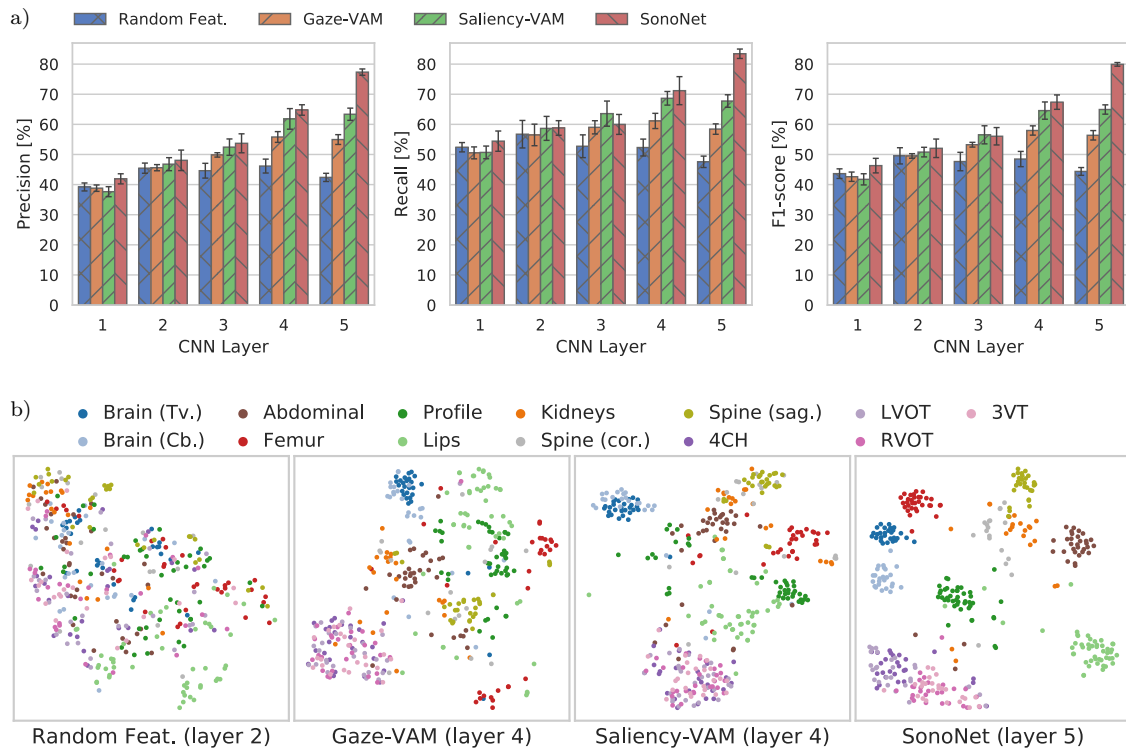 a)
Random Feat. Gaze-VAM Saliency-VAM SonoNet
Precision [%]
80
70
60
50
40
30
20
10
0
1 2 3 4 5
CNN Layer
Recall [%]
80
70
60
50
40
30
20
10
0
1 2 3 4 5
CNN Layer
F1-score [%]
80
70
60
50
40
30
20
10
0
1 2 3 4 5
CNN Layer
b)
Brain (Tv.) Abdominal Profile Kidneys Spine (sag.) LVOT 3VT
Brain (Cb.) Femur Lips Spine (cor.) 4CH RVOT
Random Feat. (layer 2) Gaze-VAM (layer 4) Saliency-VAM (layer 4) SonoNet (layer 5)